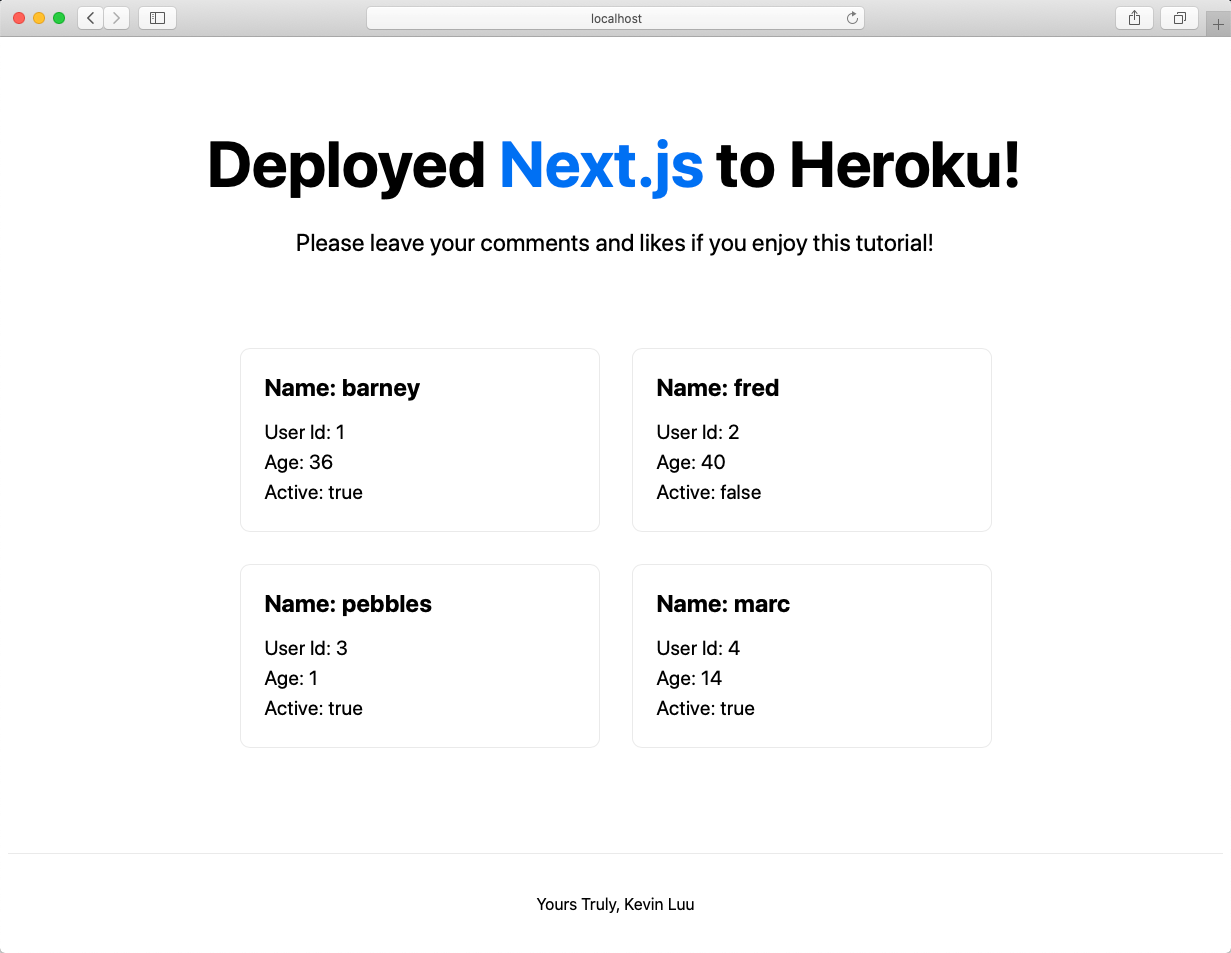 localhost
Deployed Next.js to Heroku!
Please leave your comments and likes if you enjoy this tutorial!
Name: barney
User Id: 1
Age: 36
Active: true
Name: fred
User Id: 2
Age: 40
Active: false
Name: pebbles
User Id: 3
Age: 1
Active: true
Name: marc
User Id: 4
Age: 14
Active: true
Yours Truly, Kevin Luu